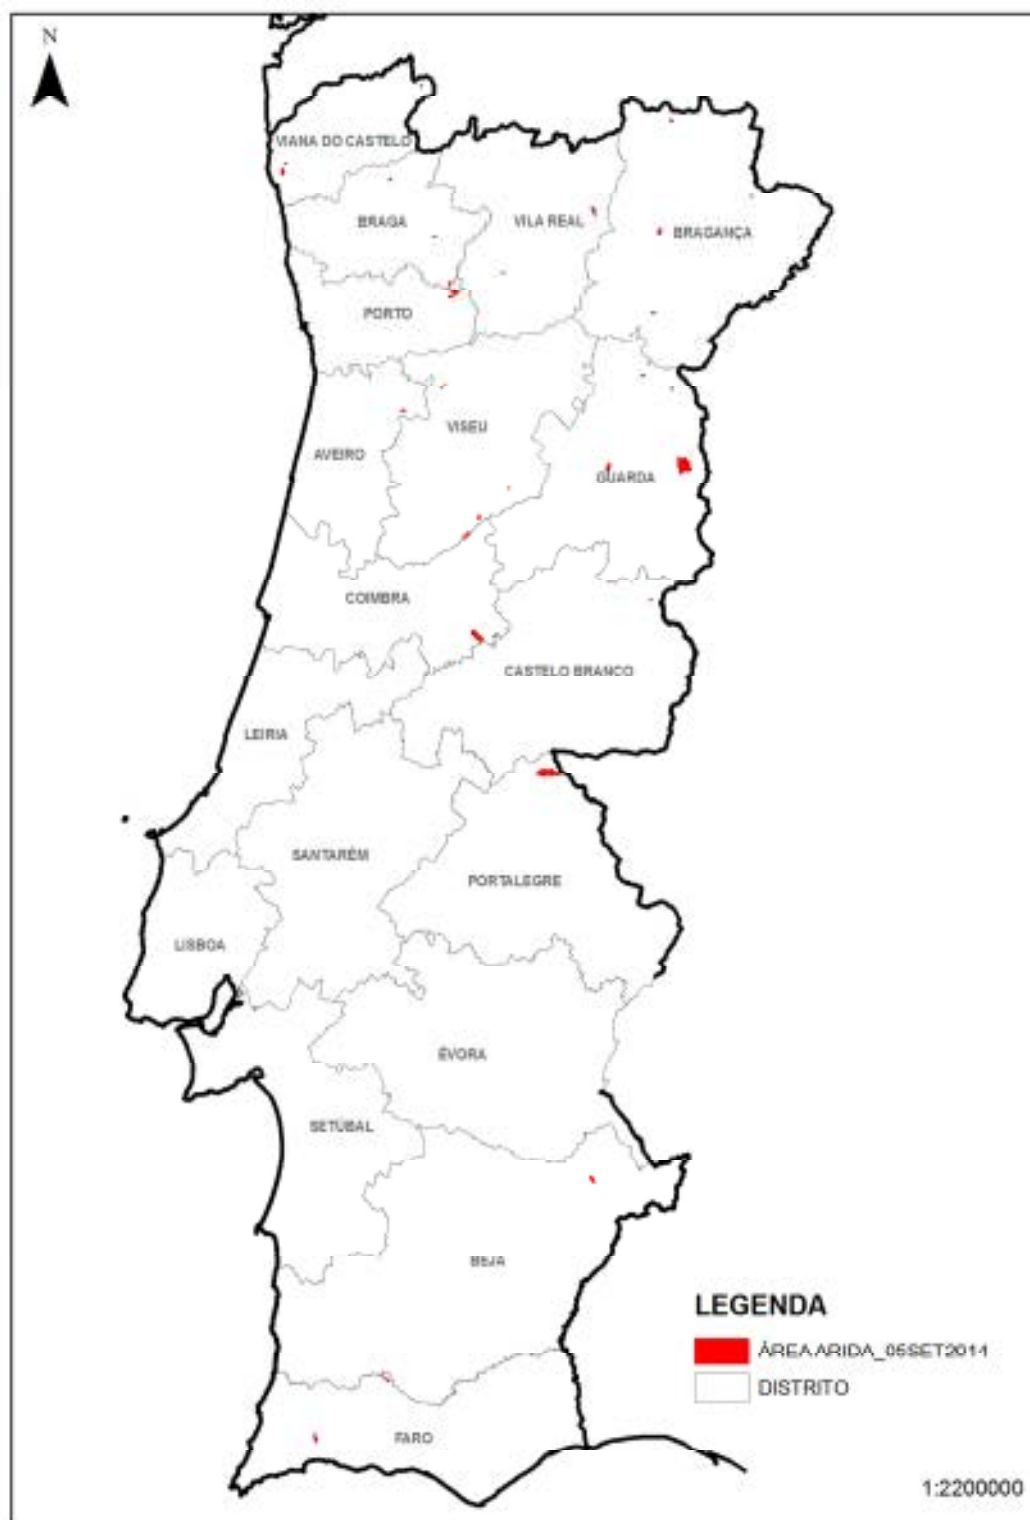 N
VIANA DO CASTELO
BRAGA
VILA REAL
BRAGANÇA
PORTO
VISEU
AVEIRO
GUARDA
COIMBRA
CASTELO BRANCO
LEIRIA
SANTARÉM
PORTALEGRE
LISBOA
ÉVORA
SETÚBAL
BEJA
LEGENDA
ÁREA ARIDA_05SET2014
DISTRITO
FARO
1:2200000